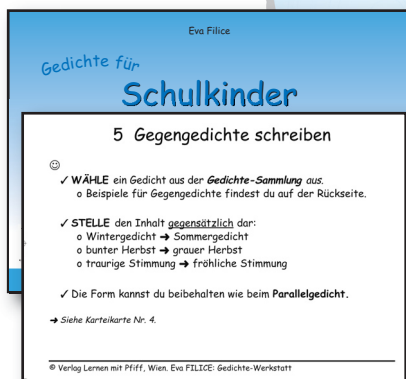 Eva Filice
Gedichte für
Schulkinder
5 Gegengedichte schreiben
☺
✓ WÄHLE ein Gedicht aus der Gedichte-Sammlung aus.
o Beispiele für Gegengedichte findest du auf der Rückseite.
✓ STELLE den Inhalt gegensätzlich dar:
o Wintergedicht ➔ Sommergedicht
o bunter Herbst ➔ grauer Herbst
o traurige Stimmung ➔ fröhliche Stimmung
✓ Die Form kannst du beibehalten wie beim Parallelgedicht.
➔ Siehe Karteikarte Nr. 4.
© Verlag Lernen mit Pfiff, Wien. Eva FILICE: Gedichte-Werkstatt